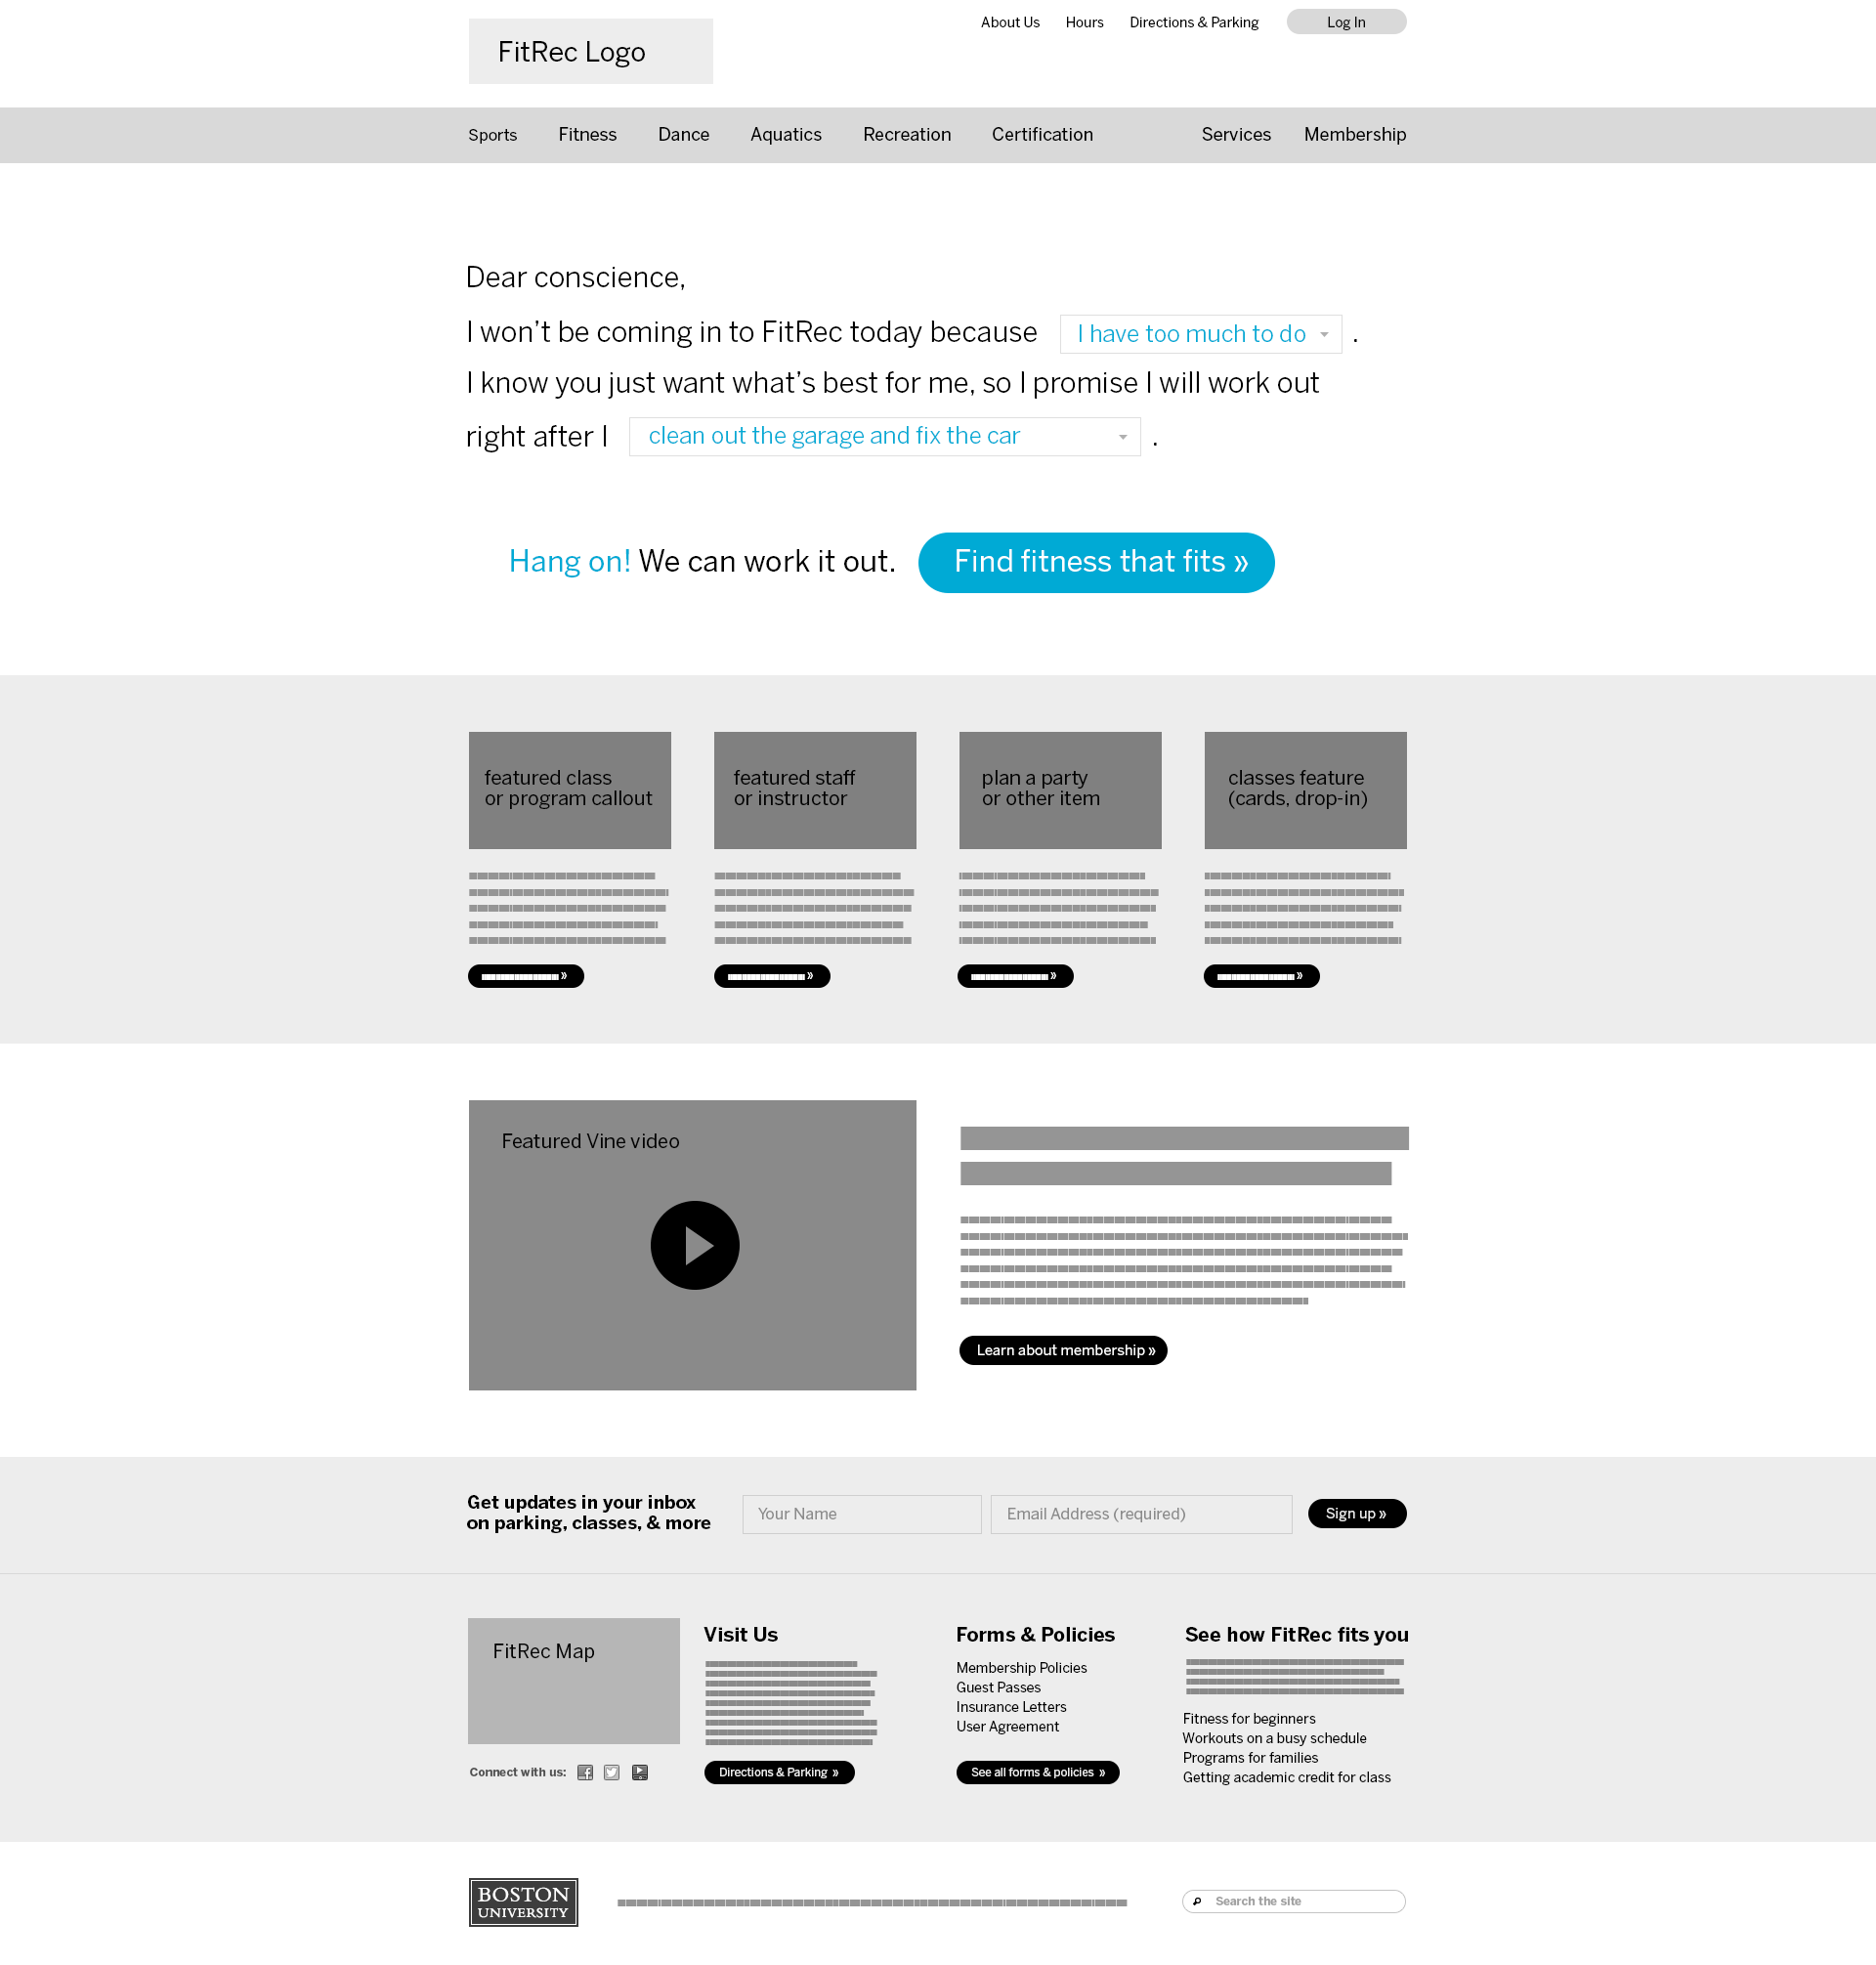 About Us Hours Directions & Parking Log In
FitRec Logo
Sports Fitness Dance Aquatics Recreation Certification Services Membership
Dear conscience,
I won’t be coming in to FitRec today because I have too much to do .
I know you just want what’s best for me, so I promise I will work out
right after I clean out the garage and fix the car .
Hang on! We can work it out. Find fitness that fits »
featured class
or program callout
featured staff
or instructor
plan a party
or other item
classes feature
(cards, drop-in)
»
»
»
»
Featured Vine video
Learn about membership »
Get updates in your inbox
on parking, classes, & more
Your Name
Email Address (required)
Sign up »
FitRec Map
Connect with us:
Visit Us
Directions & Parking »
Forms & Policies
Membership Policies
Guest Passes
Insurance Letters
User Agreement
See all forms & policies »
See how FitRec fits you
Fitness for beginners
Workouts on a busy schedule
Programs for families
Getting academic credit for class
BOSTON
UNIVERSITY
Search the site